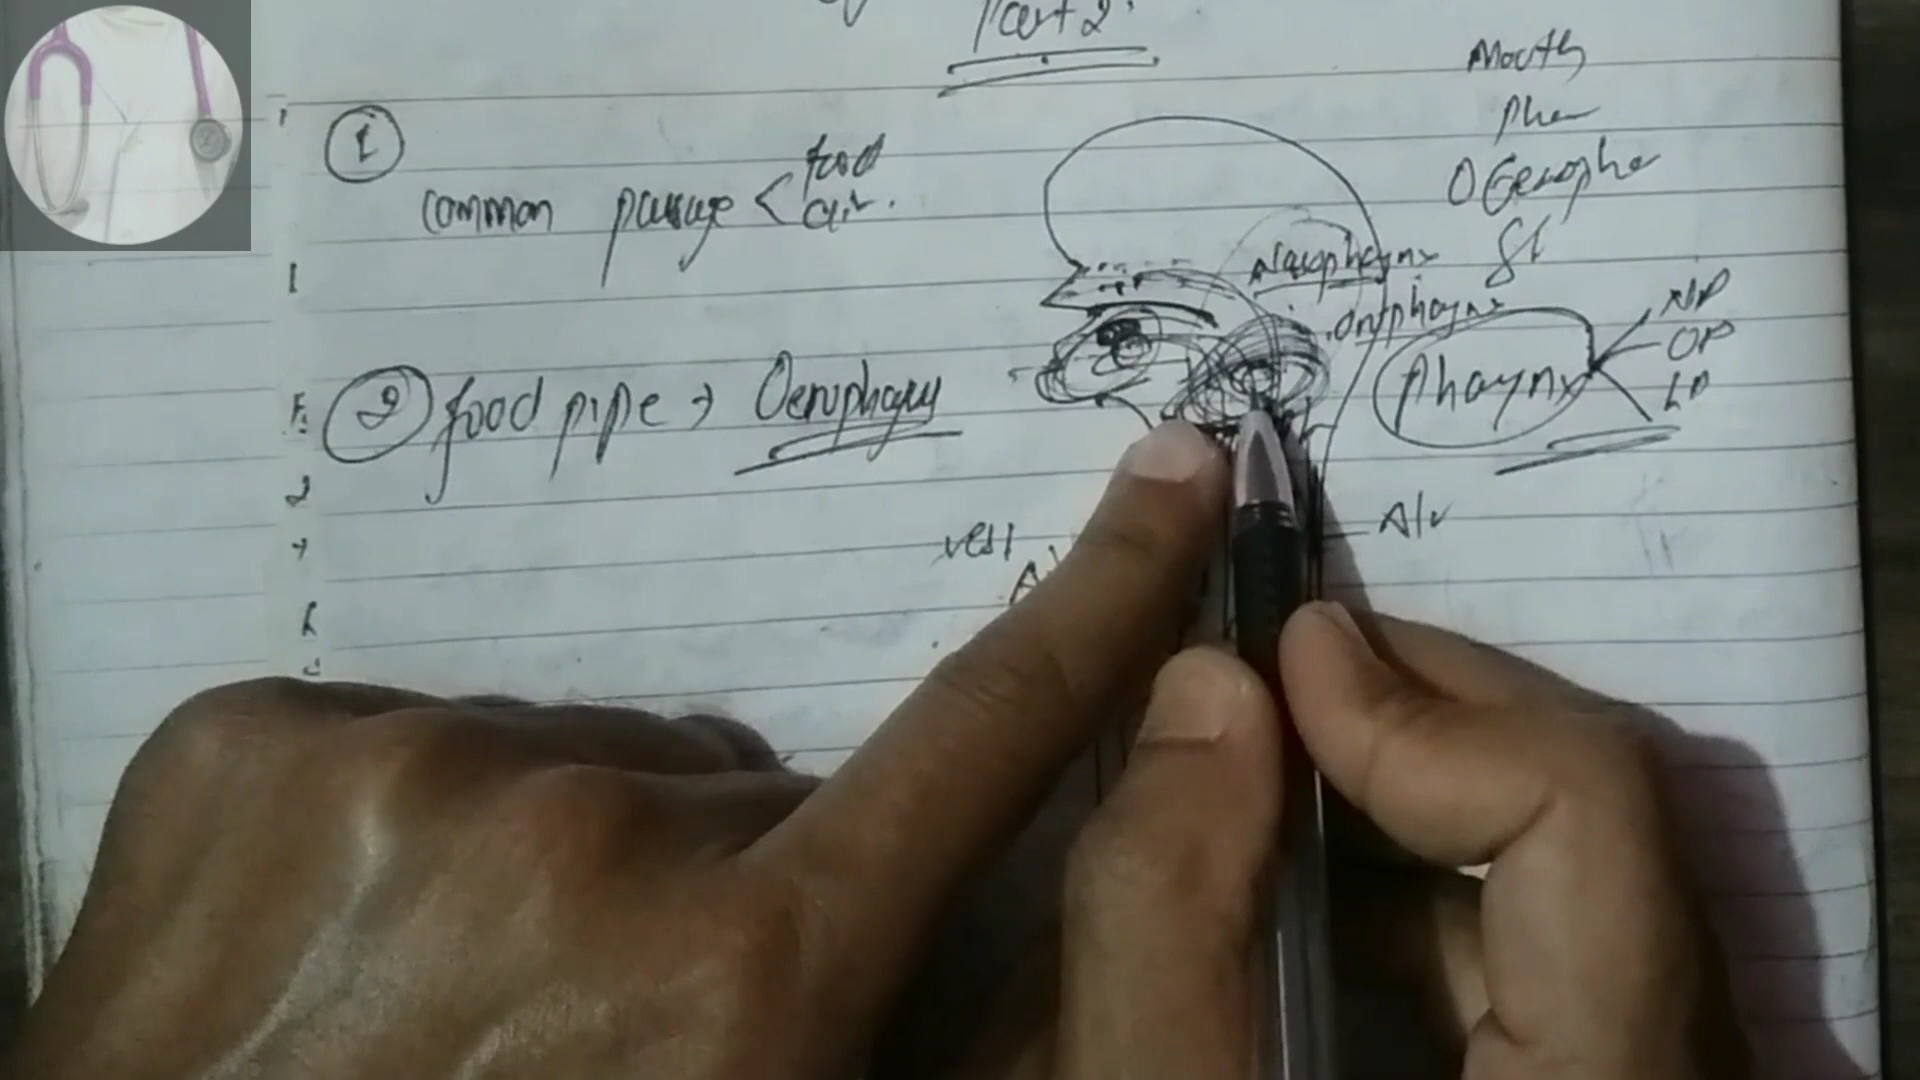 Part 2
Mouth
Phar
① common passage < food
air.
Oesopha
St
Nasopharynx
Oropharynx
Pharynx
NP
OP
LP
② food pipe → Oesophagus
A/v
vest